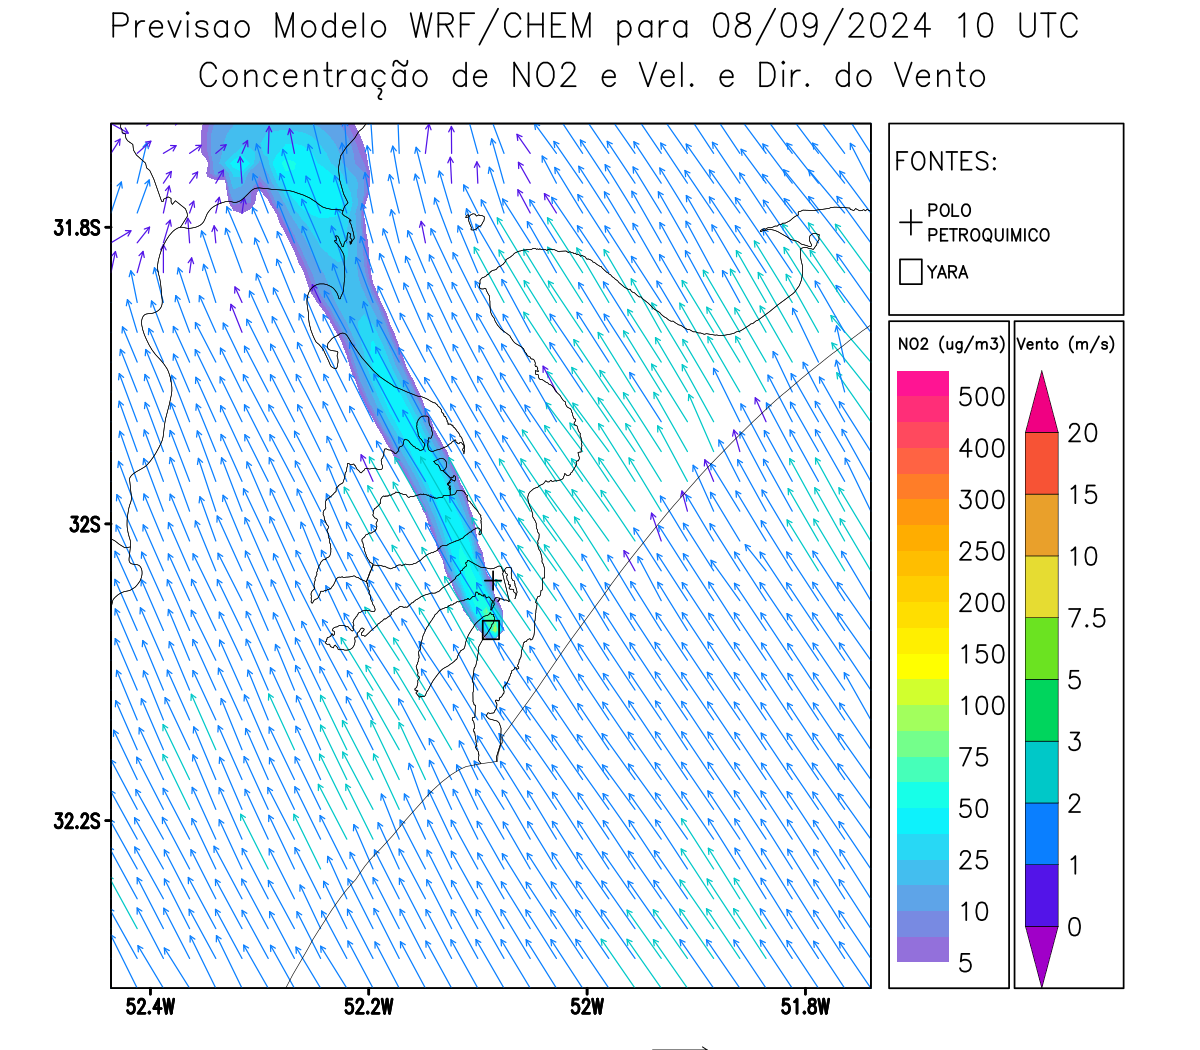 Previsao Modelo WRF/CHEM para 08/09/2024 10 UTC
Concentração de NO2 e Vel. e Dir. do Vento
FONTES:
POLO
PETROQUIMICO
YARA
NO2 (ug/m3)
500
400
300
250
200
150
100
75
50
25
10
5
Vento (m/s)
20
15
10
7.5
5
3
2
1
0
31.8S
32S
32.2S
52.4W 52.2W 52W 51.8W